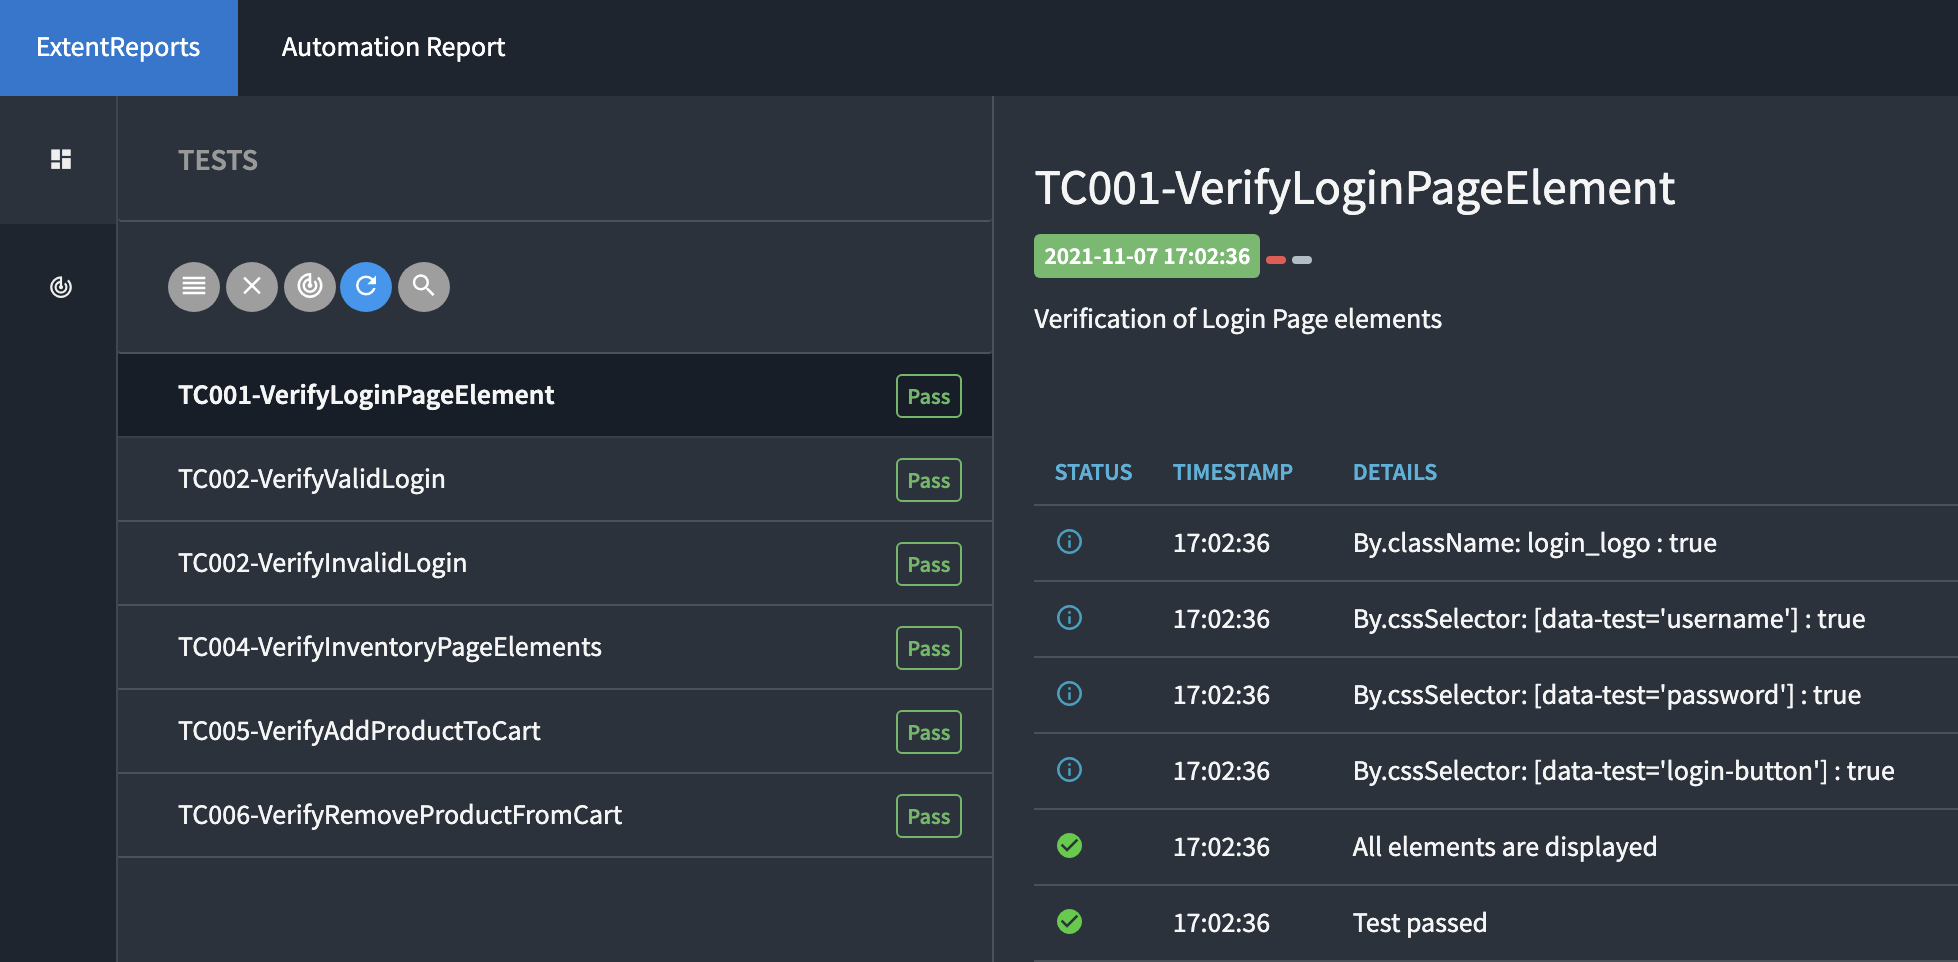 ExtentReports
Automation Report
TESTS
TC001-VerifyLoginPageElement Pass
TC002-VerifyValidLogin Pass
TC002-VerifyInvalidLogin Pass
TC004-VerifyInventoryPageElements Pass
TC005-VerifyAddProductToCart Pass
TC006-VerifyRemoveProductFromCart Pass
TC001-VerifyLoginPageElement
2021-11-07 17:02:36
Verification of Login Page elements
STATUS TIMESTAMP DETAILS
17:02:36 By.className: login_logo : true
17:02:36 By.cssSelector: [data-test='username'] : true
17:02:36 By.cssSelector: [data-test='password'] : true
17:02:36 By.cssSelector: [data-test='login-button'] : true
17:02:36 All elements are displayed
17:02:36 Test passed